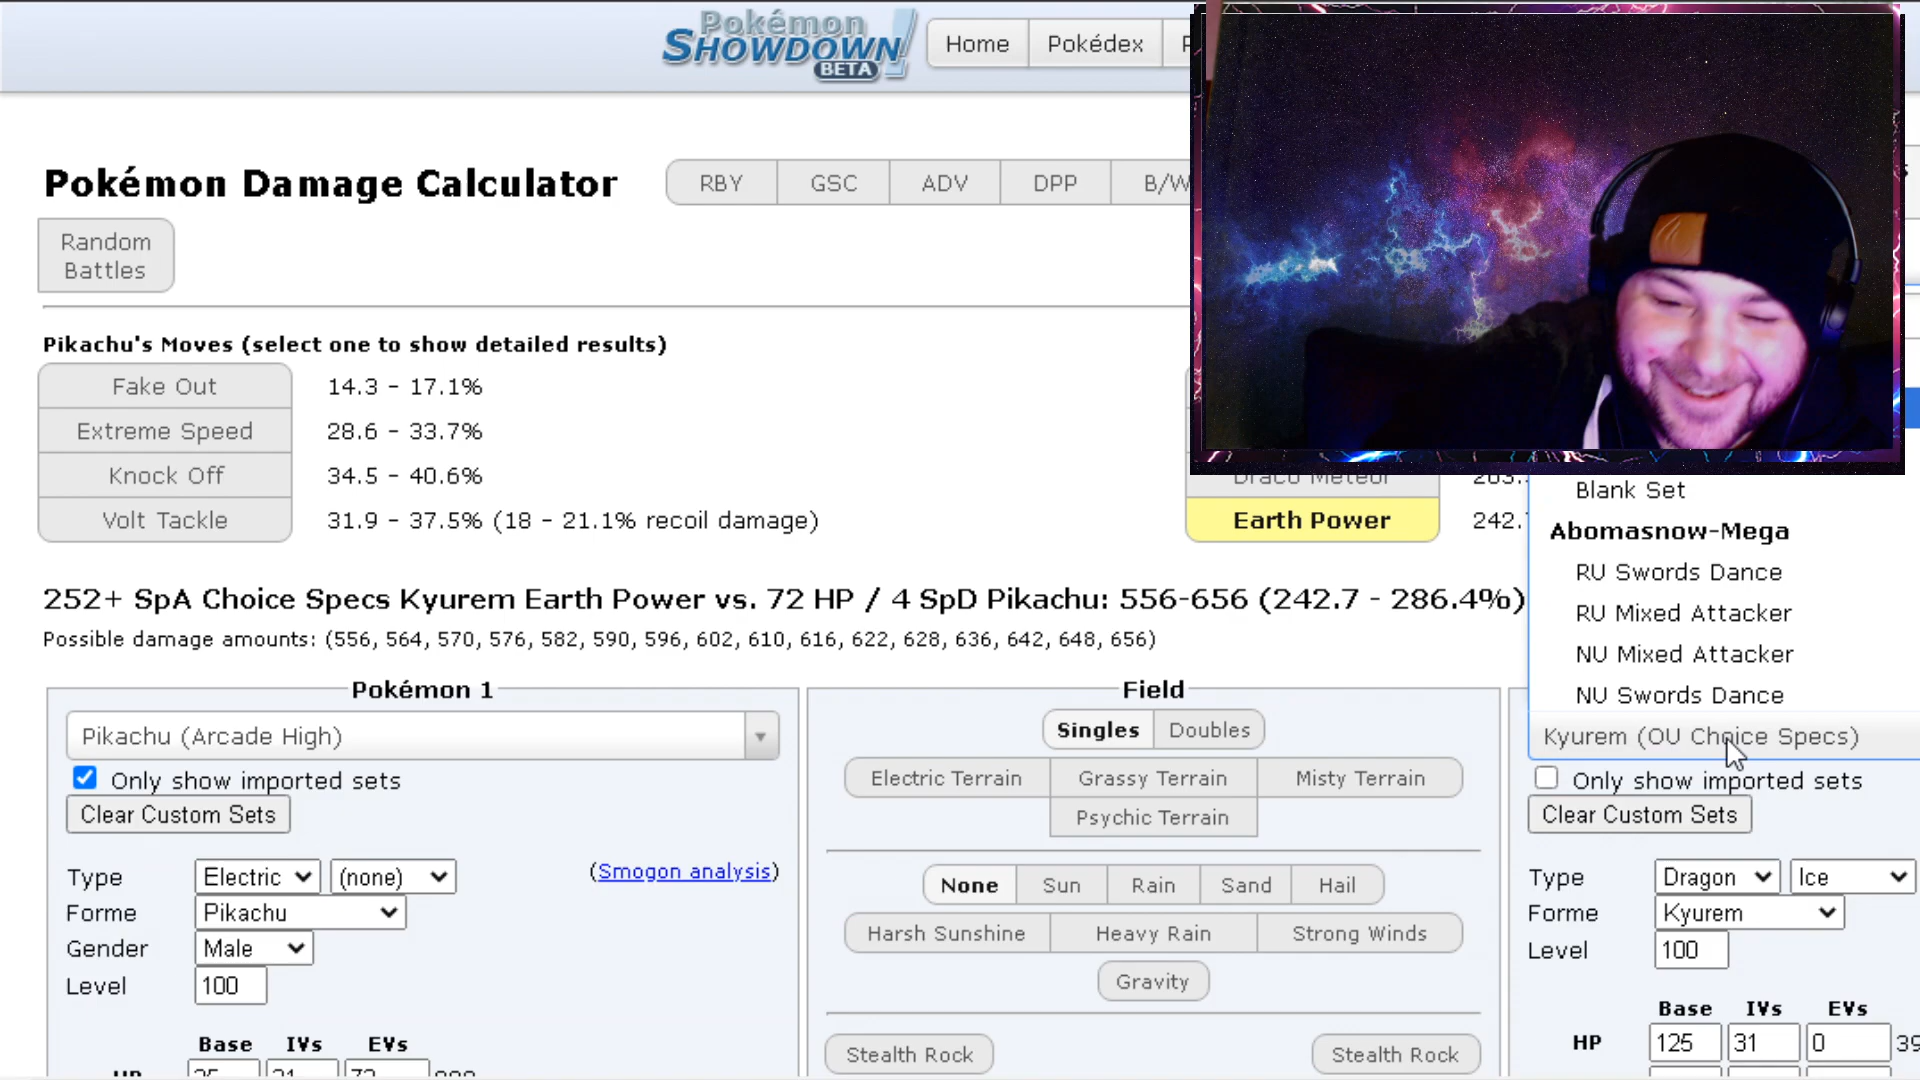 Pokémon
SHOWDOWN!
BETA
Home
Pokédex
RBY
GSC
ADV
DPP
B/W
Pokémon Damage Calculator
Random
Battles
Pikachu's Moves (select one to show detailed results)
Fake Out 14.3 - 17.1%
Extreme Speed 28.6 - 33.7%
Knock Off 34.5 - 40.6%
Volt Tackle 31.9 - 37.5% (18 - 21.1% recoil damage)
Draco Meteor
Earth Power 242.
252+ SpA Choice Specs Kyurem Earth Power vs. 72 HP / 4 SpD Pikachu: 556-656 (242.7 - 286.4%)
Possible damage amounts: (556, 564, 570, 576, 582, 590, 596, 602, 610, 616, 622, 628, 636, 642, 648, 656)
Blank Set
Abomasnow-Mega
RU Swords Dance
RU Mixed Attacker
NU Mixed Attacker
NU Swords Dance
Kyurem (OU Choice Specs)
Only show imported sets
Clear Custom Sets
Type Dragon Ice
Forme Kyurem
Level 100
Base IVs EVs
HP 125 31 0
Pokémon 1
Pikachu (Arcade High)
Only show imported sets
Clear Custom Sets
Type Electric (none)
(Smogon analysis)
Forme Pikachu
Gender Male
Level 100
Base IVs EVs
Field
Singles Doubles
Electric Terrain Grassy Terrain Misty Terrain
Psychic Terrain
None Sun Rain Sand Hail
Harsh Sunshine Heavy Rain Strong Winds
Gravity
Stealth Rock Stealth Rock